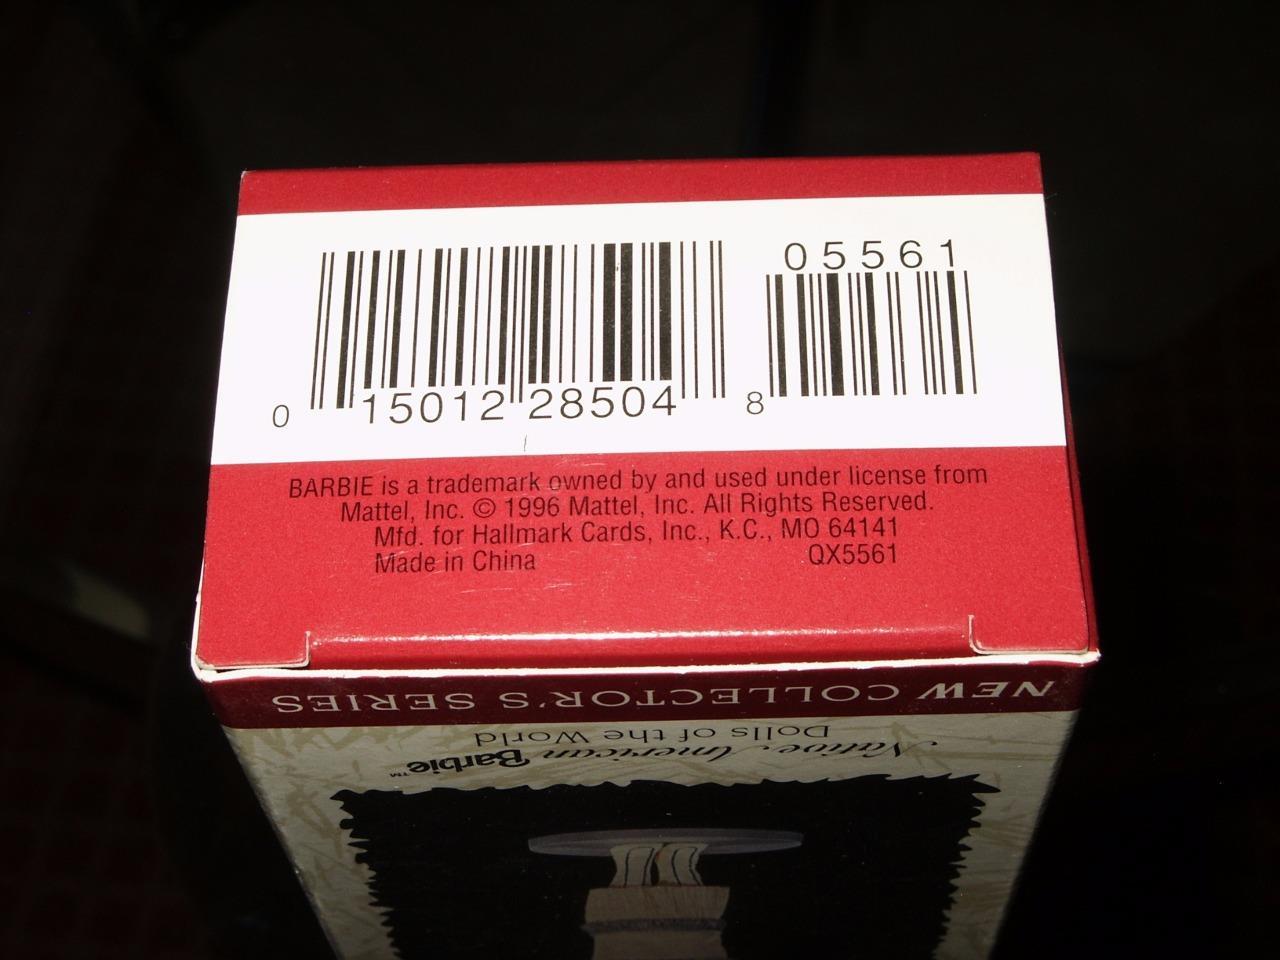 05561
0 15012 28504 8
BARBIE is a trademark owned by and used under license from
Mattel, Inc. © 1996 Mattel, Inc. All Rights Reserved.
Mfd. for Hallmark Cards, Inc., K.C., MO 64141
Made in China QX5561
NEW COLLECTOR'S SERIES
Dolls of the World
Native American Barbie™